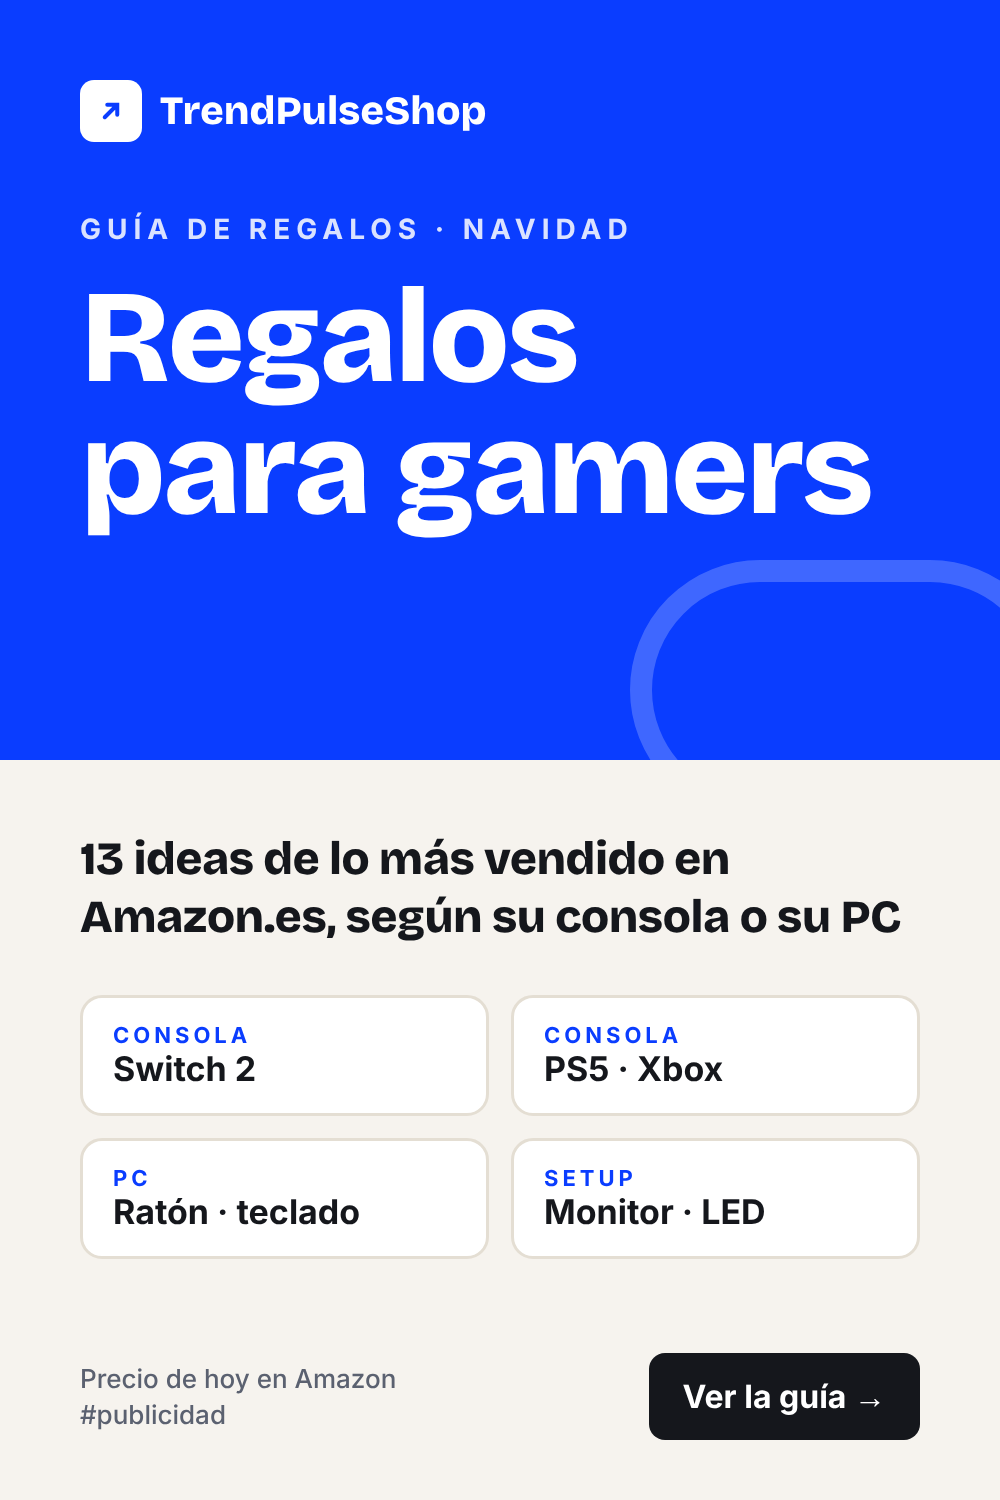 TrendPulseShop
GUÍA DE REGALOS · NAVIDAD
Regalos
para gamers
13 ideas de lo más vendido en
Amazon.es, según su consola o su PC
CONSOLA
Switch 2
CONSOLA
PS5 · Xbox
PC
Ratón · teclado
SETUP
Monitor · LED
Precio de hoy en Amazon
#publicidad
Ver la guía →